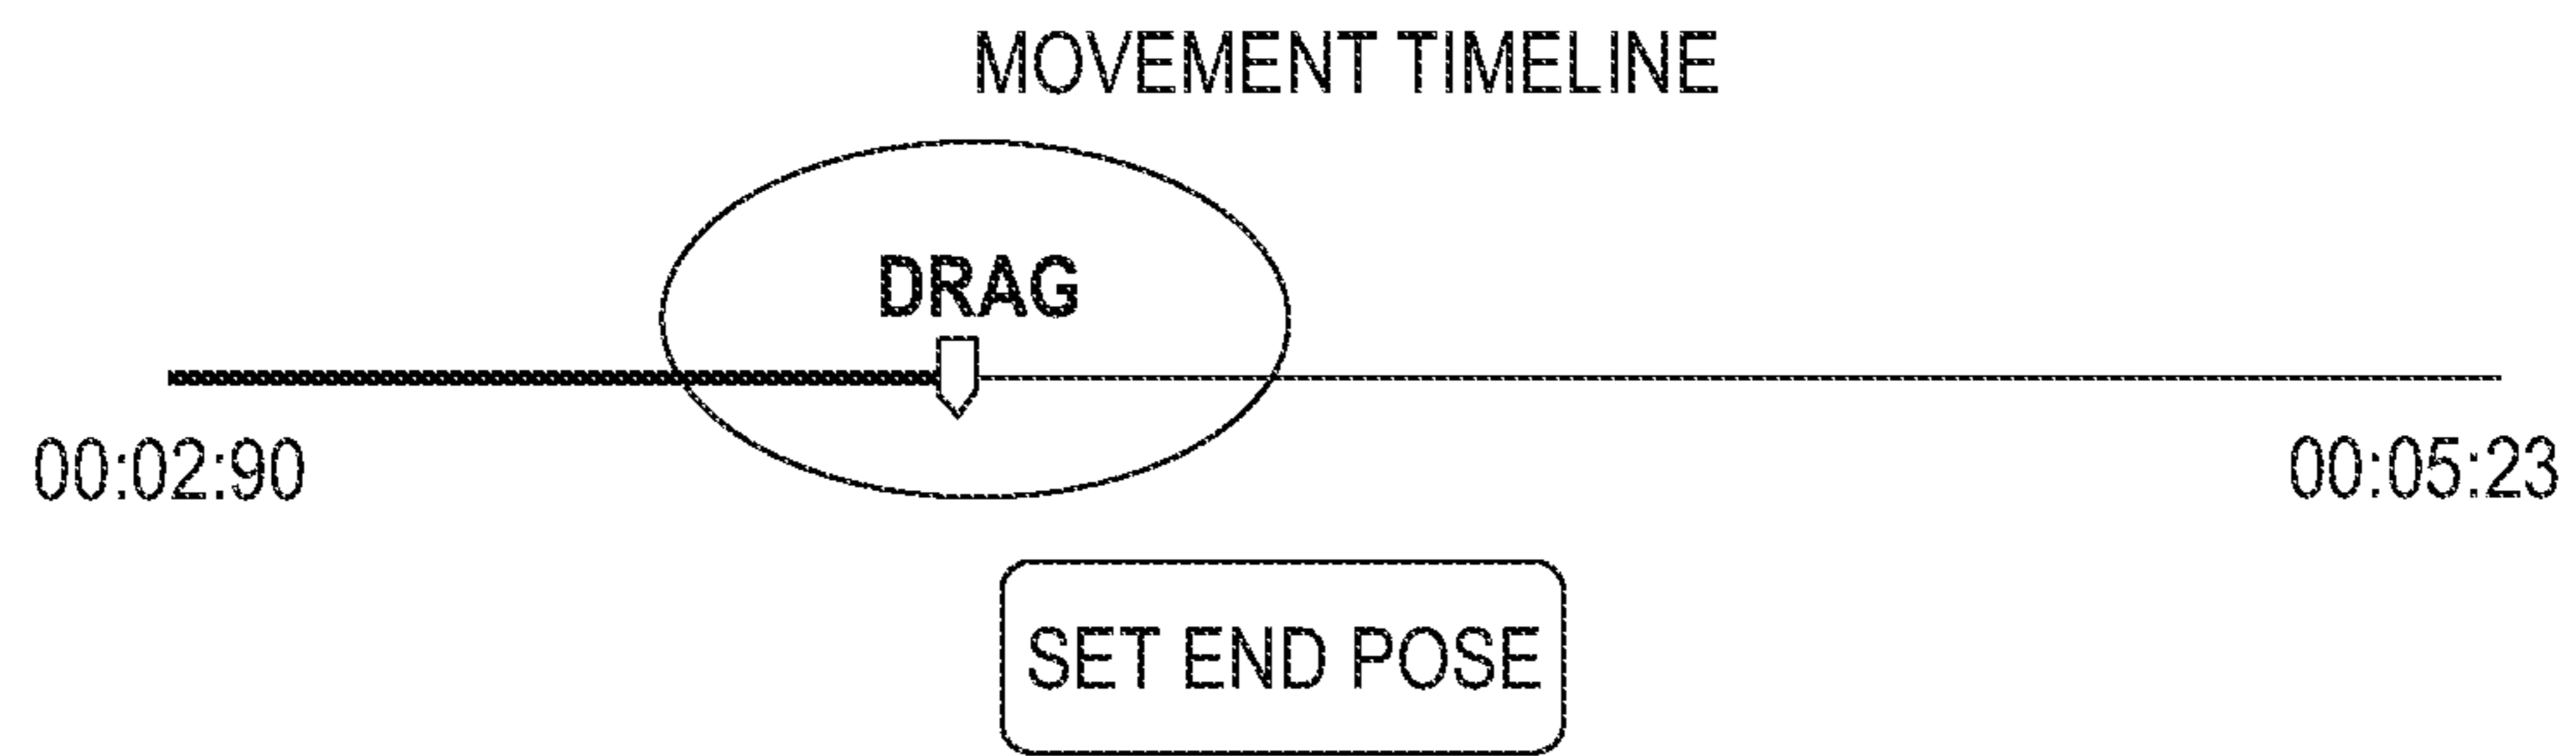 MOVEMENT TIMELINE
DRAG
00:02:90 00:05:23
SET END POSE